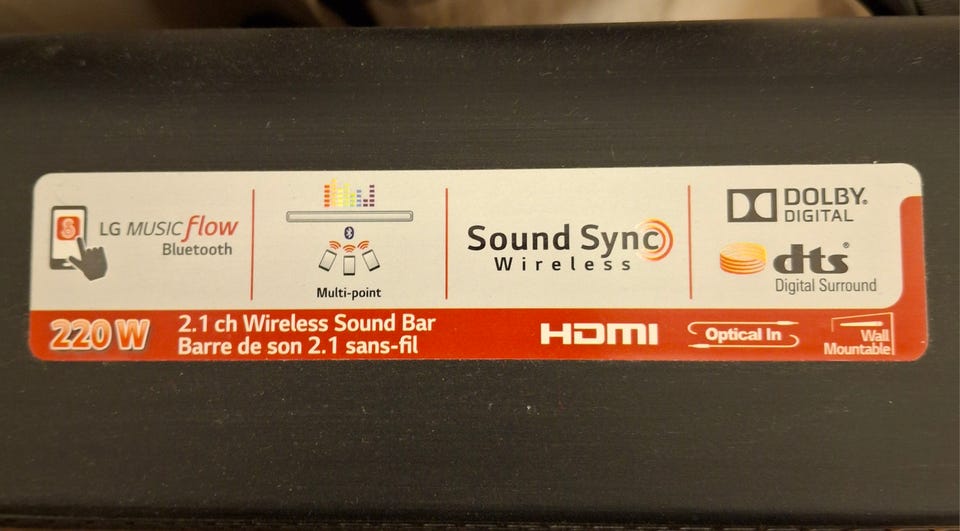 LG MUSIC flow
Bluetooth
Multi-point
Sound Sync
Wireless
DOLBY®
DIGITAL
dts®
Digital Surround
220 W
2.1 ch Wireless Sound Bar
Barre de son 2.1 sans-fil
HDMI
Optical In
Wall
Mountable